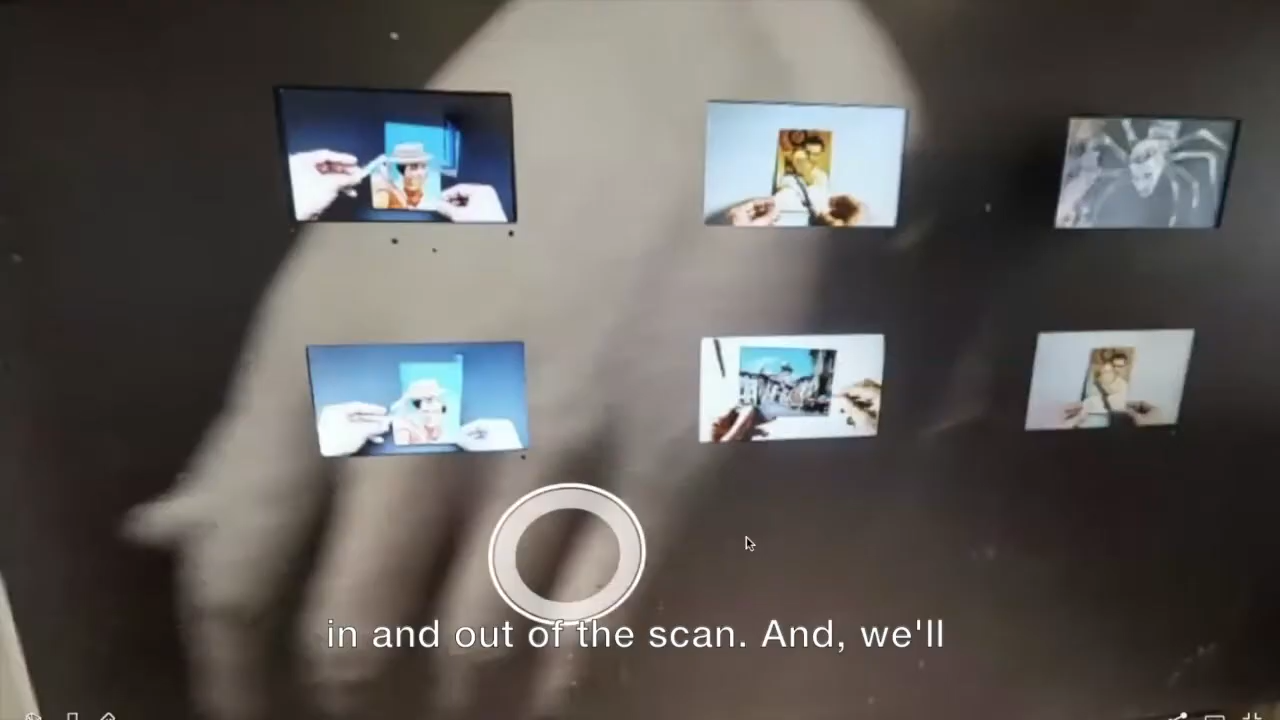 in and out of the scan. And, we'll